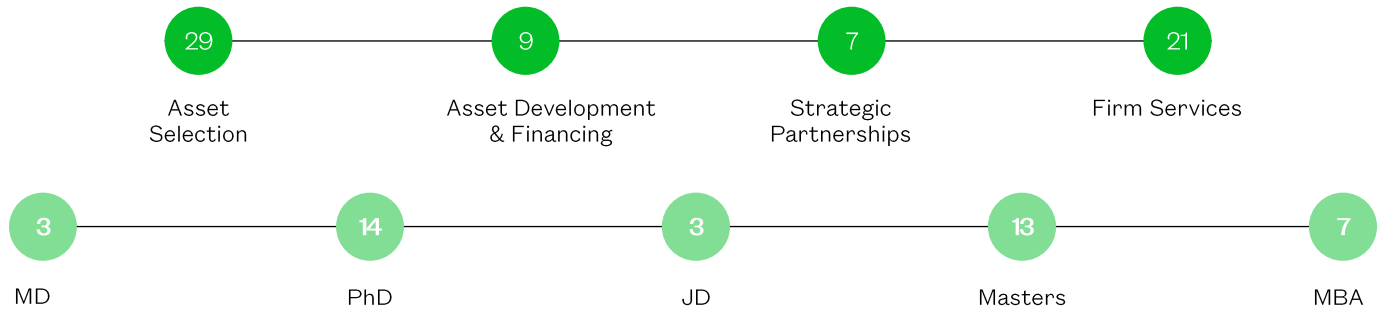 29 9 7 21
Asset Asset Development Strategic Firm Services
Selection & Financing Partnerships
3 14 3 13 7
MD PhD JD Masters MBA